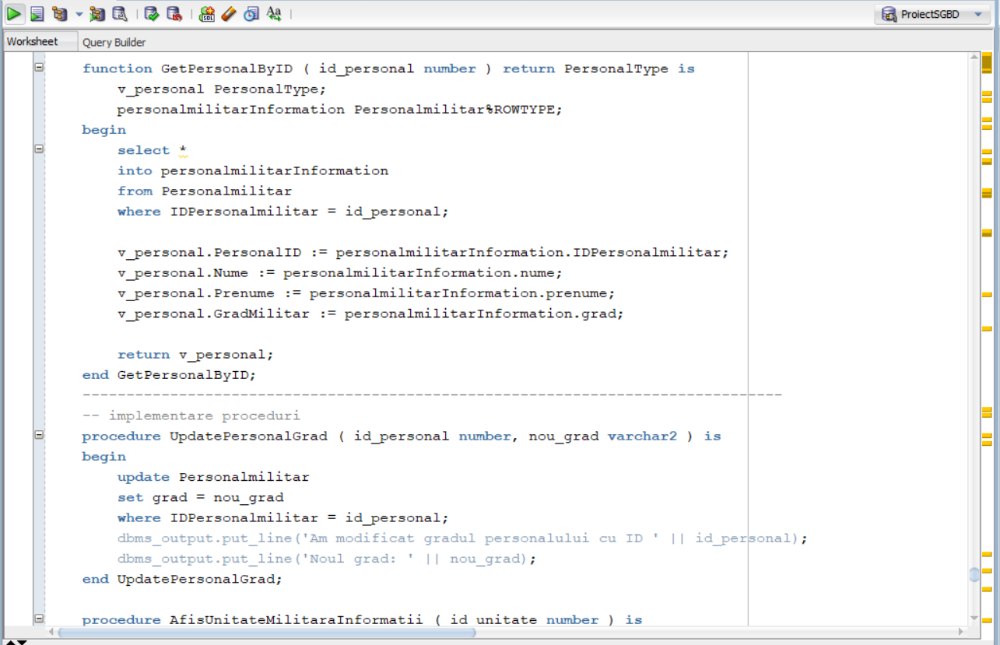 ProiectSGBD
Worksheet Query Builder
function GetPersonalByID ( id_personal number ) return PersonalType is
v_personal PersonalType;
personalmilitarInformation Personalmilitar%ROWTYPE;
begin
select *
into personalmilitarInformation
from Personalmilitar
where IDPersonalmilitar = id_personal;
v_personal.PersonalID := personalmilitarInformation.IDPersonalmilitar;
v_personal.Nume := personalmilitarInformation.nume;
v_personal.Prenume := personalmilitarInformation.prenume;
v_personal.GradMilitar := personalmilitarInformation.grad;
return v_personal;
end GetPersonalByID;
--------------------------------------------------------------------------------
-- implementare proceduri
procedure UpdatePersonalGrad ( id_personal number, nou_grad varchar2 ) is
begin
update Personalmilitar
set grad = nou_grad
where IDPersonalmilitar = id_personal;
dbms_output.put_line('Am modificat gradul personalului cu ID ' || id_personal);
dbms_output.put_line('Noul grad: ' || nou_grad);
end UpdatePersonalGrad;
procedure AfisUnitateMilitaraInformatii ( id_unitate number ) is